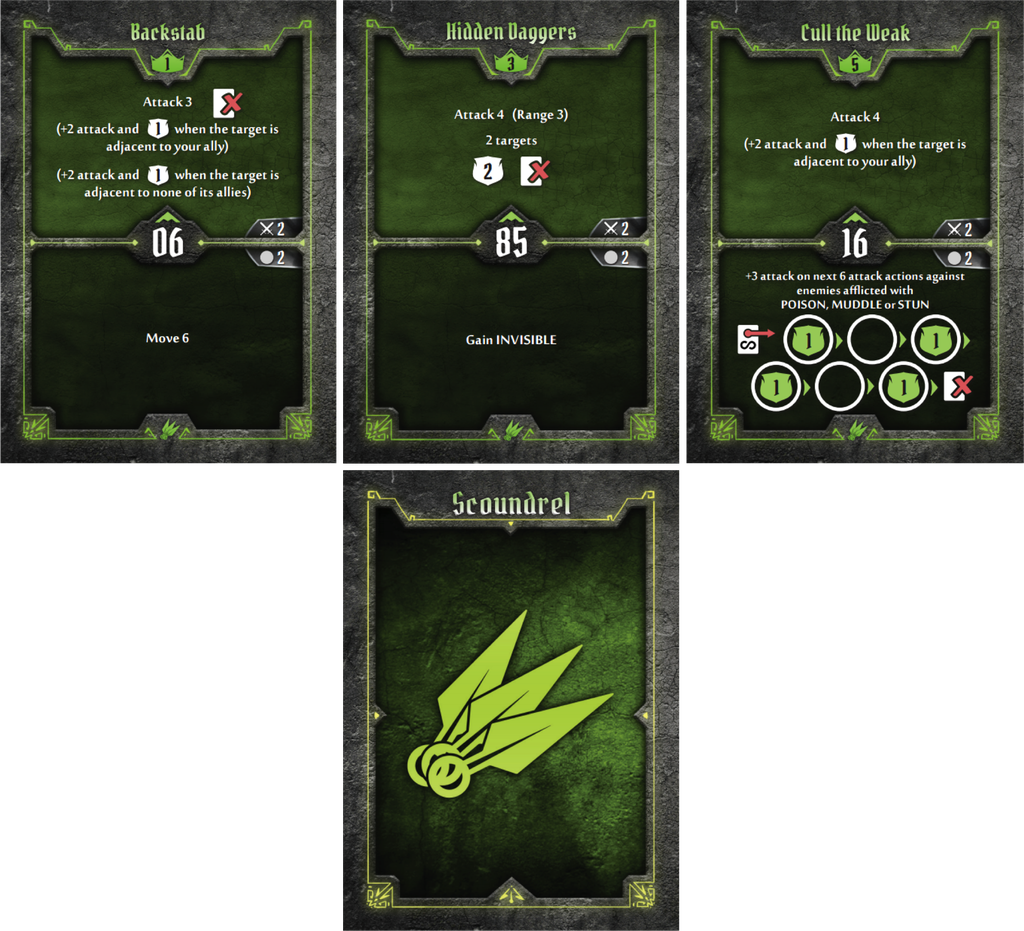 Backstab
1
Attack 3
(+2 attack and 1 when the target is
adjacent to your ally)
(+2 attack and 1 when the target is
adjacent to none of its allies)
2
06
2
Move 6
Hidden Daggers
3
Attack 4 (Range 3)
2 targets
2
2
85
2
Gain INVISIBLE
Cull the Weak
5
Attack 4
(+2 attack and 1 when the target is
adjacent to your ally)
2
16
2
+3 attack on next 6 attack actions against
enemies afflicted with
POISON, MUDDLE or STUN
S 1 1
1 1
Scoundrel